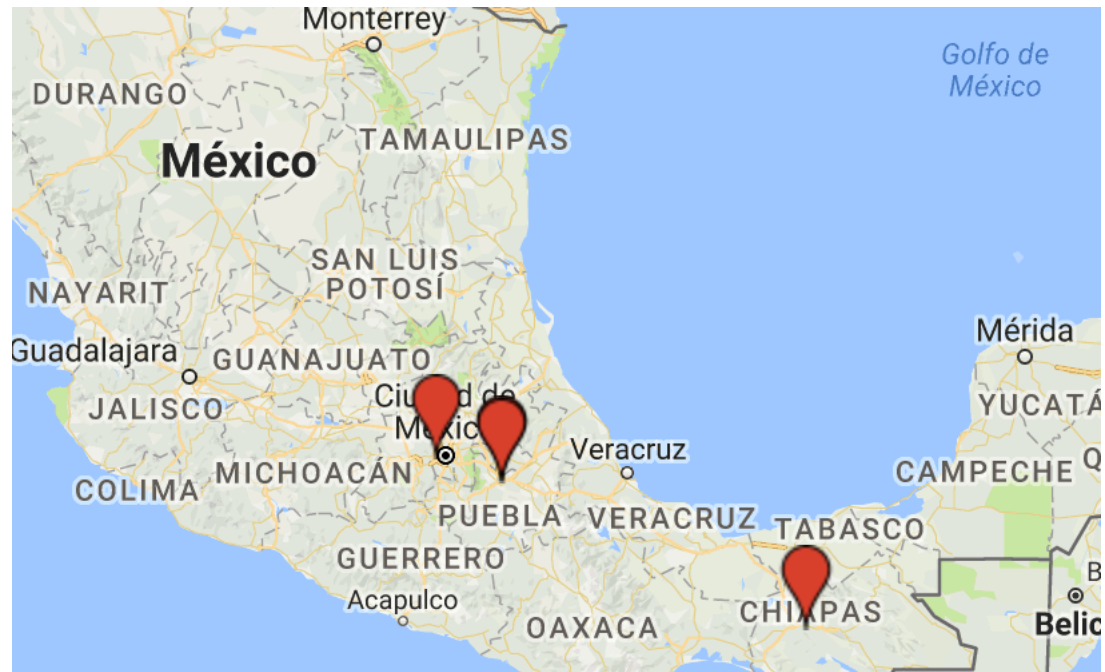 Monterrey
Golfo de
México
DURANGO
TAMAULIPAS
México
SAN LUIS
POTOSÍ
NAYARIT
Mérida
Guadalajara
GUANAJUATO
JALISCO
YUCATÁ
Veracruz
MICHOACÁN
CAMPECHE
Q
COLIMA
PUEBLA
VERACRUZ
TABASCO
GUERRERO
B
Acapulco
CHIAPAS
OAXACA
Belic